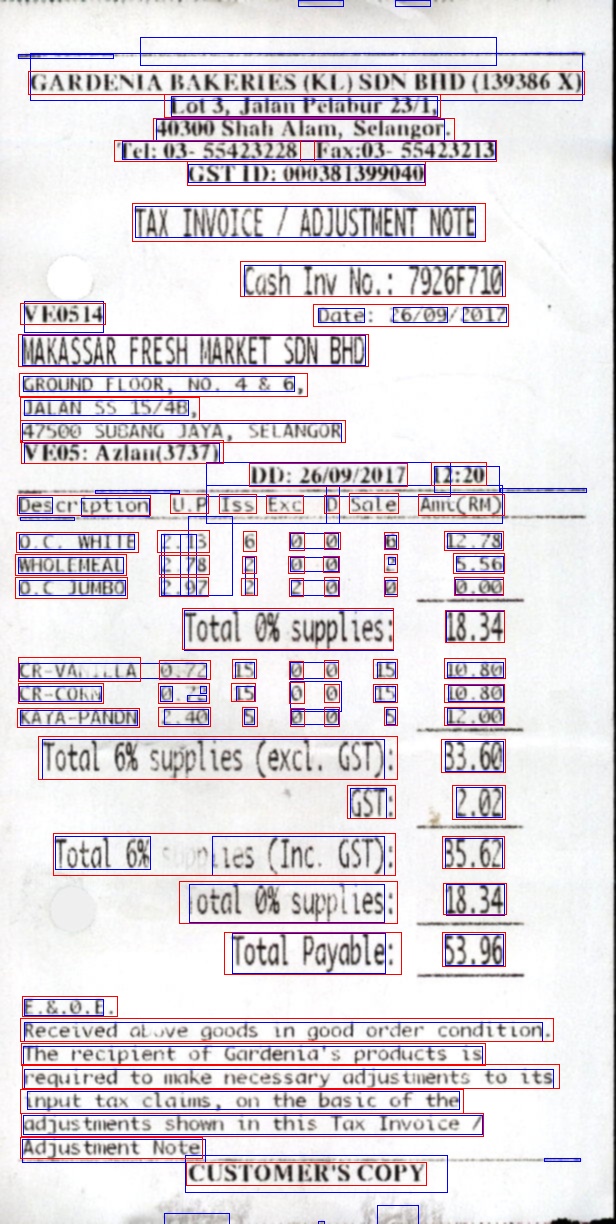 GARDENIA BAKERIES (KL) SDN BHD (139386 X)
Lot 3, Jalan Pelabur 23/1,
40300 Shah Alam, Selangor.
Tel: 03- 55423228 Fax:03- 55423213
GST ID: 000381399040
TAX INVOICE / ADJUSTMENT NOTE
Cash Inv No.: 7926F710
VE0514 Date: 26/09/2017
MAKASSAR FRESH MARKET SDN BHD
GROUND FLOOR, NO. 4 & 6,
JALAN SS 15/4B,
47500 SUBANG JAYA, SELANGOR
VE05: Azlan(3737)
DD: 26/09/2017 12:20
Description U.P Iss Exc D Sale Amt(RM)
O.C. WHITE 2.13 6 0 0 6 12.78
WHOLEMEAL 2.78 2 0 0 2 5.56
O.C JUMBO 2.97 2 2 0 0 0.00
Total 0% supplies: 18.34
CR-VANILLA 0.72 15 0 0 15 10.80
CR-CORN 0.72 15 0 0 15 10.80
KAYA-PANDN 2.40 5 0 0 5 12.00
Total 6% supplies (excl. GST): 33.60
GST: 2.02
Total 6% supplies (Inc. GST): 35.62
Total 0% supplies: 18.34
Total Payable: 53.96
E.&.O.E.
Received above goods in good order condition.
The recipient of Gardenia's products is
required to make necessary adjustments to its
input tax claims, on the basic of the
adjustments shown in this Tax Invoice /
Adjustment Note
CUSTOMER'S COPY